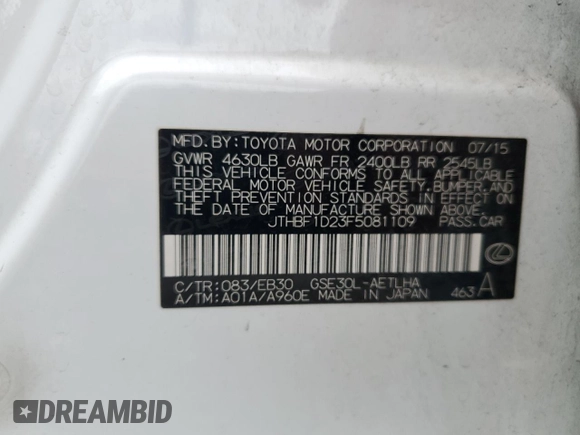 MFD. BY: TOYOTA MOTOR CORPORATION 07/15
GVWR 4630LB GAWR FR 2400LB RR 2545LB
THIS VEHICLE CONFORMS TO ALL APPLICABLE
FEDERAL MOTOR VEHICLE SAFETY, BUMPER, AND
THEFT PREVENTION STANDARDS IN EFFECT ON
THE DATE OF MANUFACTURE SHOWN ABOVE.
JTHBF1D23F5081109 PASS.CAR
C/TR: 083/EB30 GSE30L-AETLHA
A/TM: A01A/A960E MADE IN JAPAN 463 A
DREAMBID